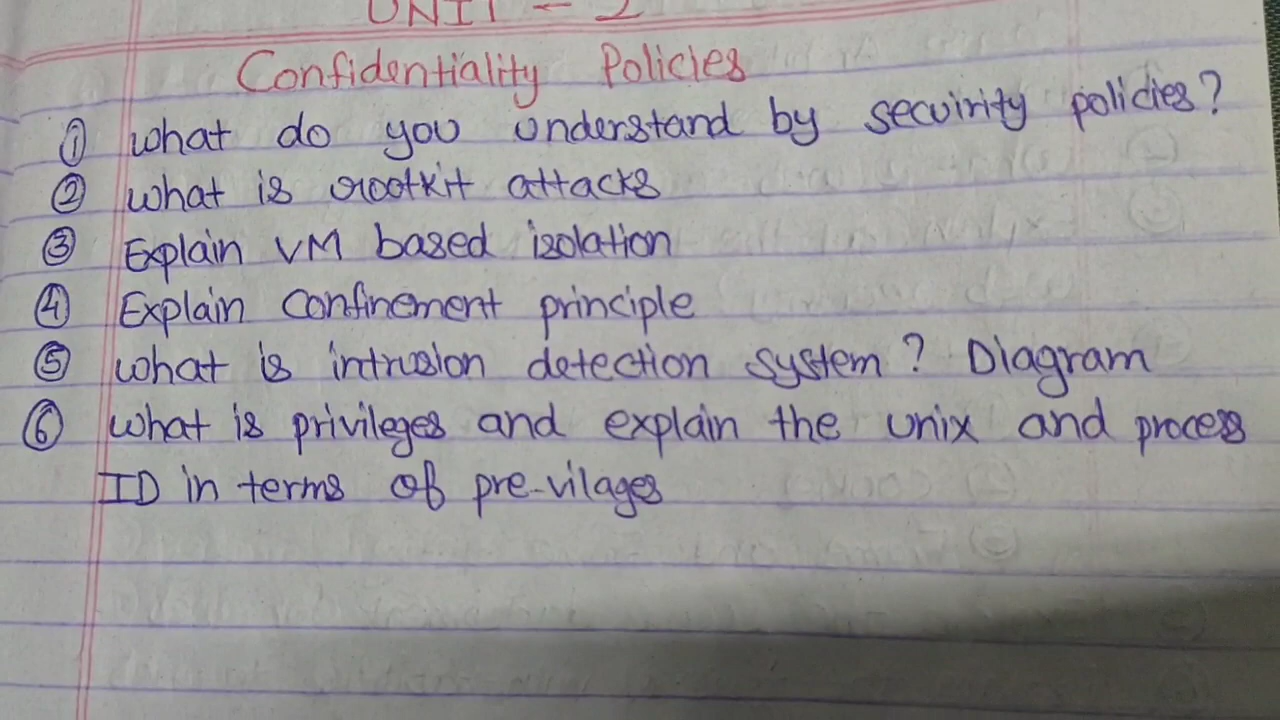 UNIT - 2
Confidentiality Policies
① what do you understand by secuirity policies?
② what is rootkit attacks
③ Explain VM based isolation
④ Explain Confinement principle
⑤ what is intrusion detection system? Diagram
⑥ what is privileges and explain the unix and process
ID in terms of pre-vilages